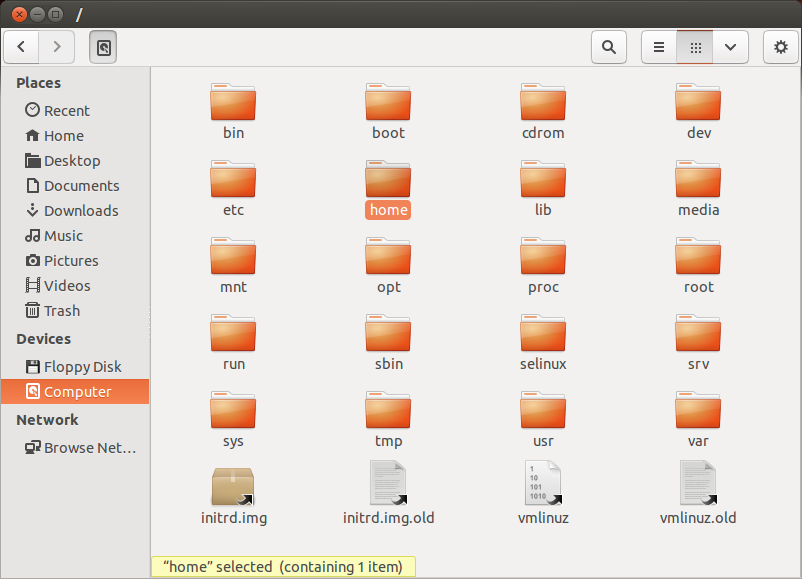 /
Places
Recent
Home
Desktop
Documents
Downloads
Music
Pictures
Videos
Trash
Devices
Floppy Disk
Computer
Network
Browse Net…
bin boot cdrom dev
etc home lib media
mnt opt proc root
run sbin selinux srv
sys tmp usr var
1
10
101
1010
initrd.img initrd.img.old vmlinuz vmlinuz.old
“home” selected (containing 1 item)